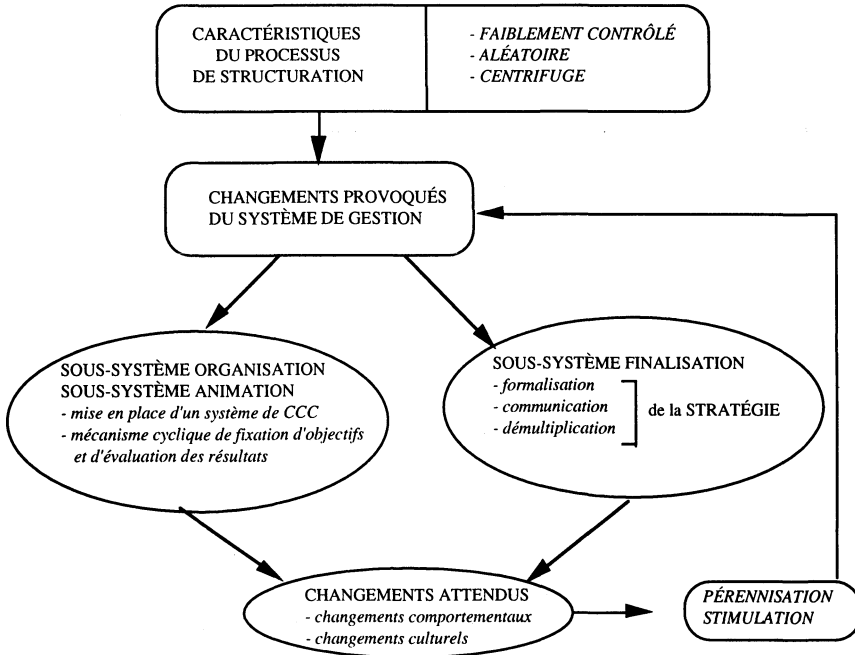 CARACTÉRISTIQUES
DU PROCESSUS
DE STRUCTURATION
- FAIBLEMENT CONTRÔLÉ
- ALÉATOIRE
- CENTRIFUGE
CHANGEMENTS PROVOQUÉS
DU SYSTÈME DE GESTION
SOUS-SYSTÈME ORGANISATION
SOUS-SYSTÈME ANIMATION
- mise en place d'un système de CCC
- mécanisme cyclique de fixation d'objectifs
et d'évaluation des résultats
SOUS-SYSTÈME FINALISATION
- formalisation
- communication
- démultiplication
de la STRATÉGIE
CHANGEMENTS ATTENDUS
- changements comportementaux
- changements culturels
PÉRENNISATION
STIMULATION